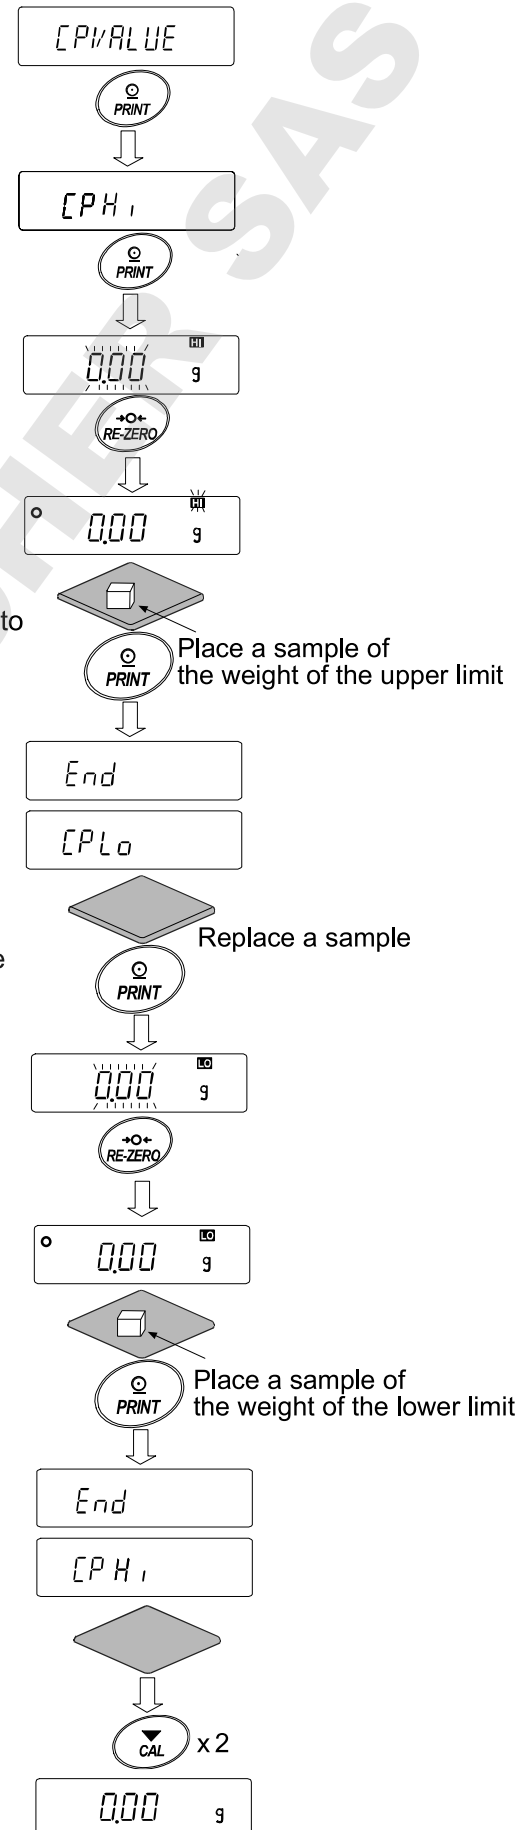 CPVALUE
PRINT
CPHi
PRINT
HI
0.00 g
RE-ZERO
HI
0.00 g
to
Place a sample of
the weight of the upper limit
PRINT
End
CPLo
Replace a sample
e
PRINT
LO
0.00 g
RE-ZERO
LO
0.00 g
Place a sample of
the weight of the lower limit
PRINT
End
CPHi
CAL x 2
0.00 g
HER SAS